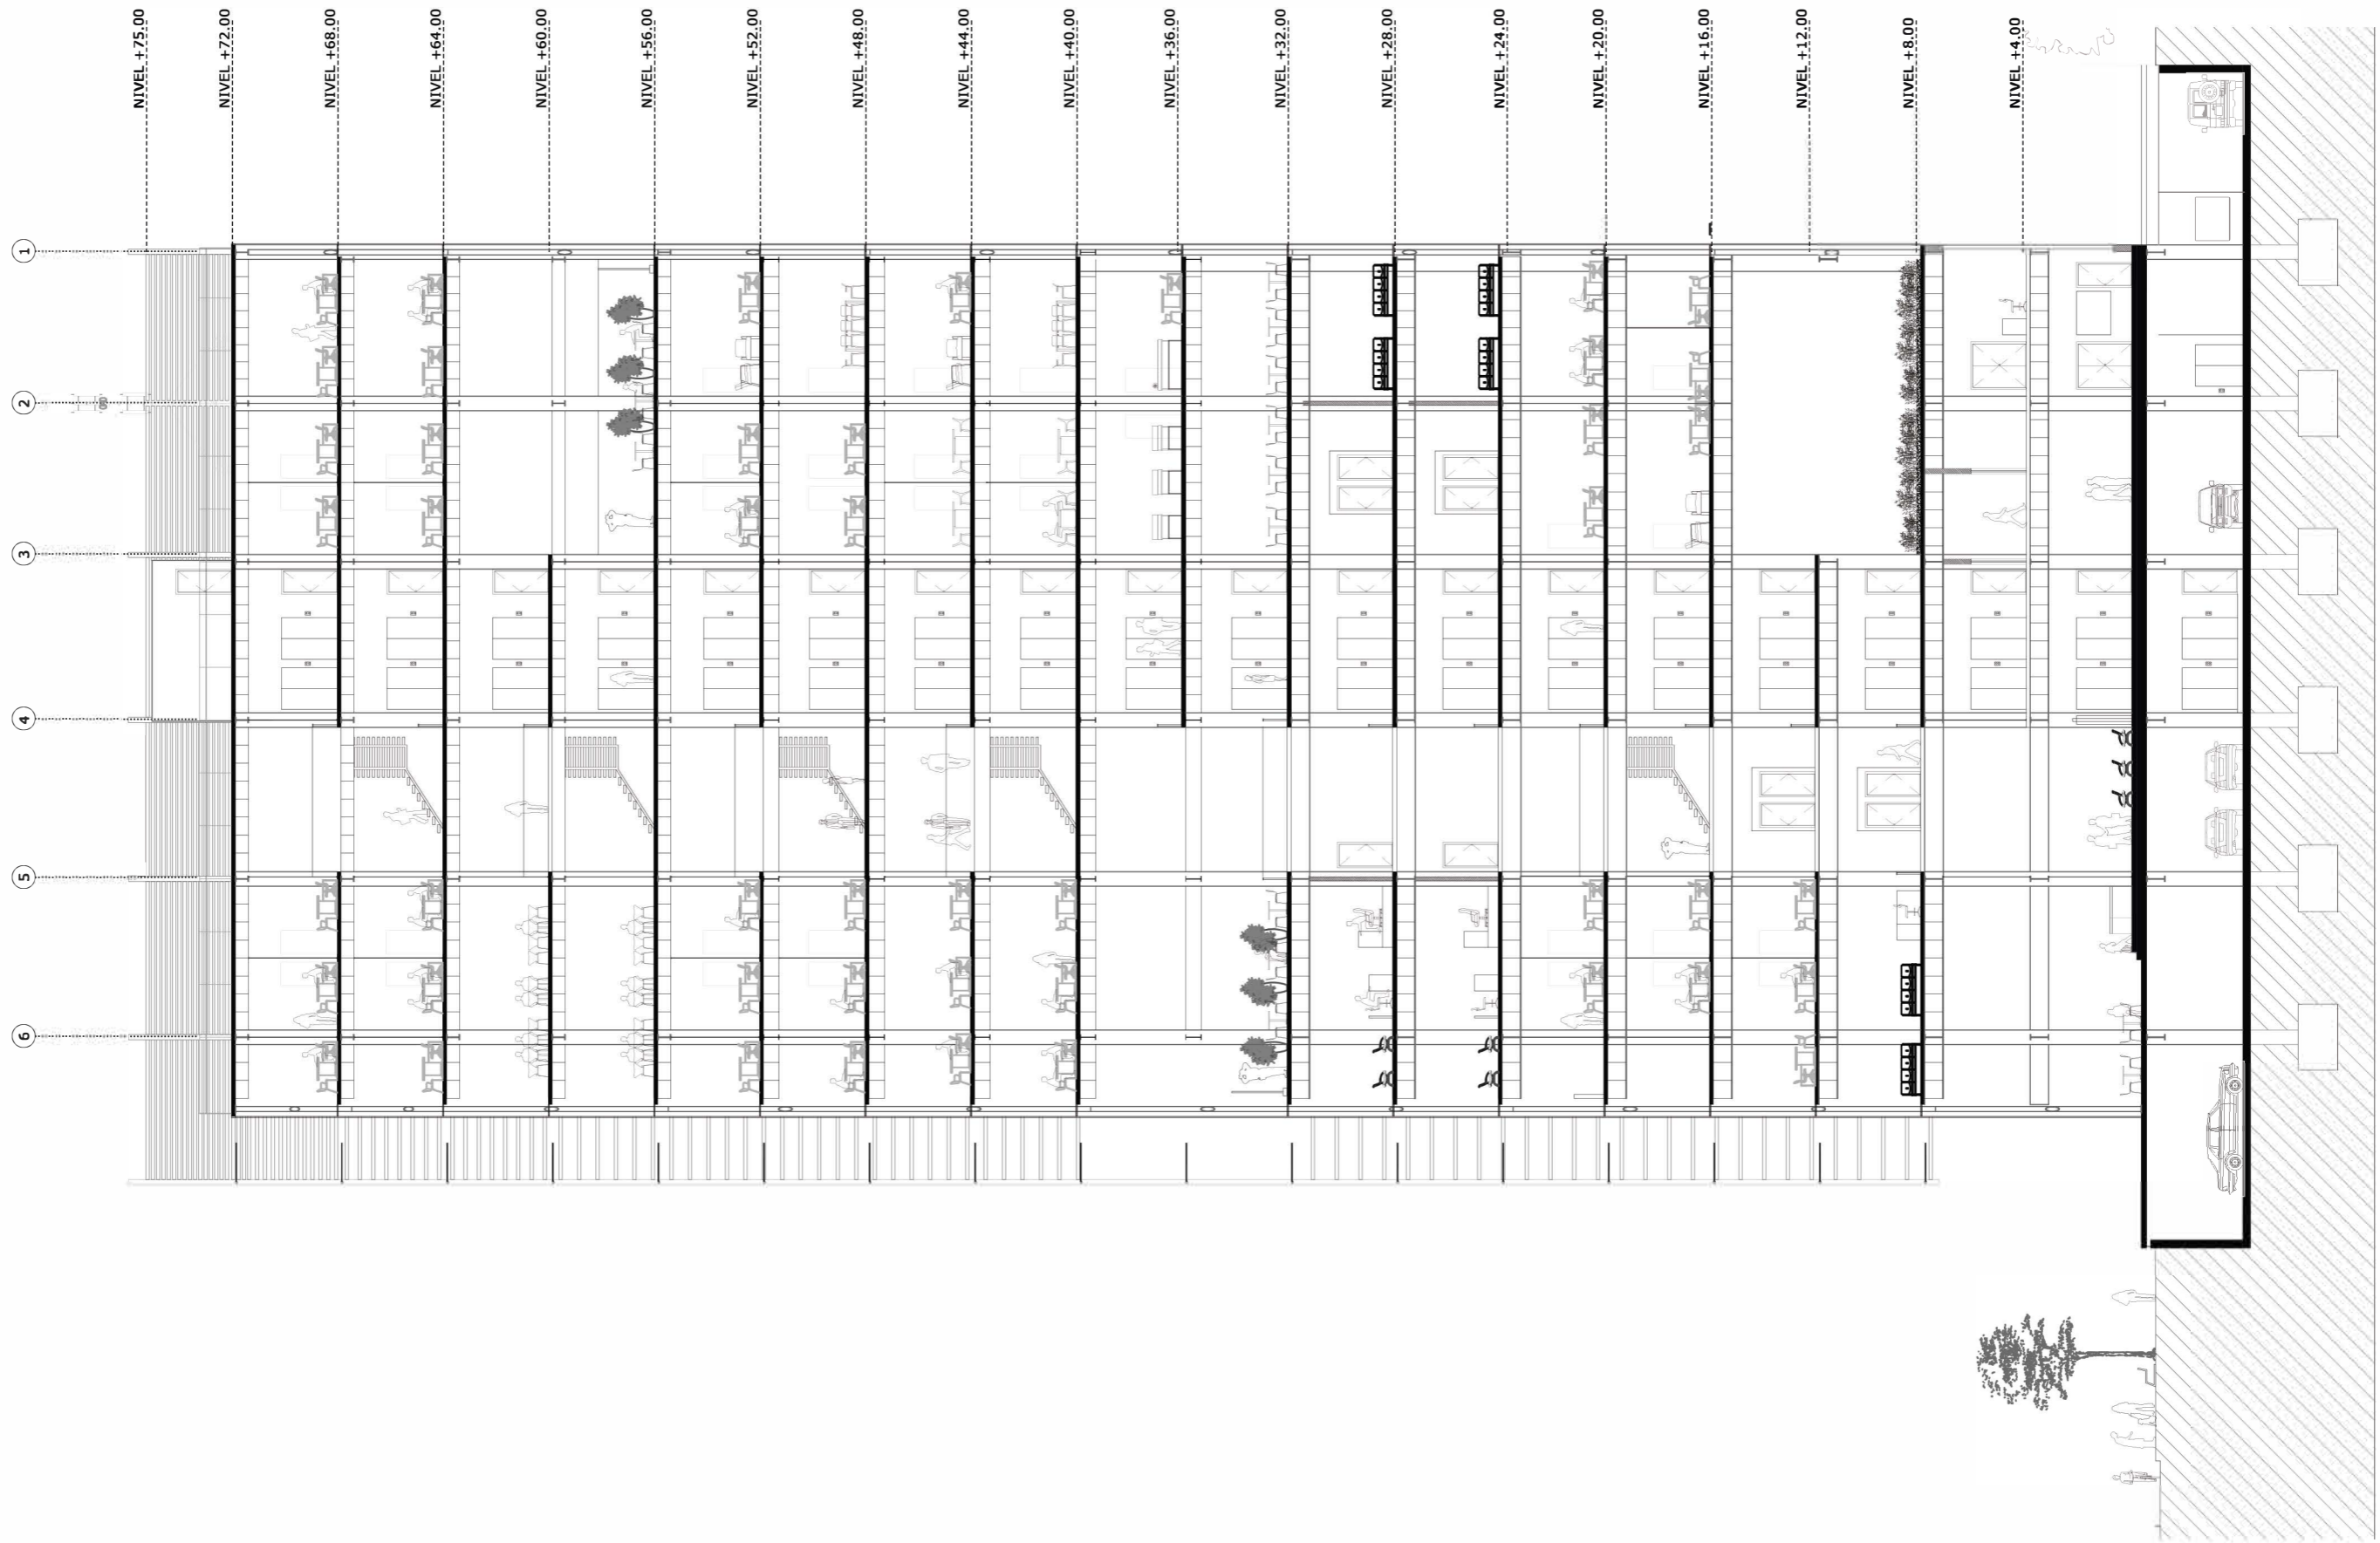 NIVEL +75.00
NIVEL +72.00
NIVEL +68.00
NIVEL +64.00
NIVEL +60.00
NIVEL +56.00
NIVEL +52.00
NIVEL +48.00
NIVEL +44.00
NIVEL +40.00
NIVEL +36.00
NIVEL +32.00
NIVEL +28.00
NIVEL +24.00
NIVEL +20.00
NIVEL +16.00
NIVEL +12.00
NIVEL +8.00
NIVEL +4.00
1
2
3
4
5
6